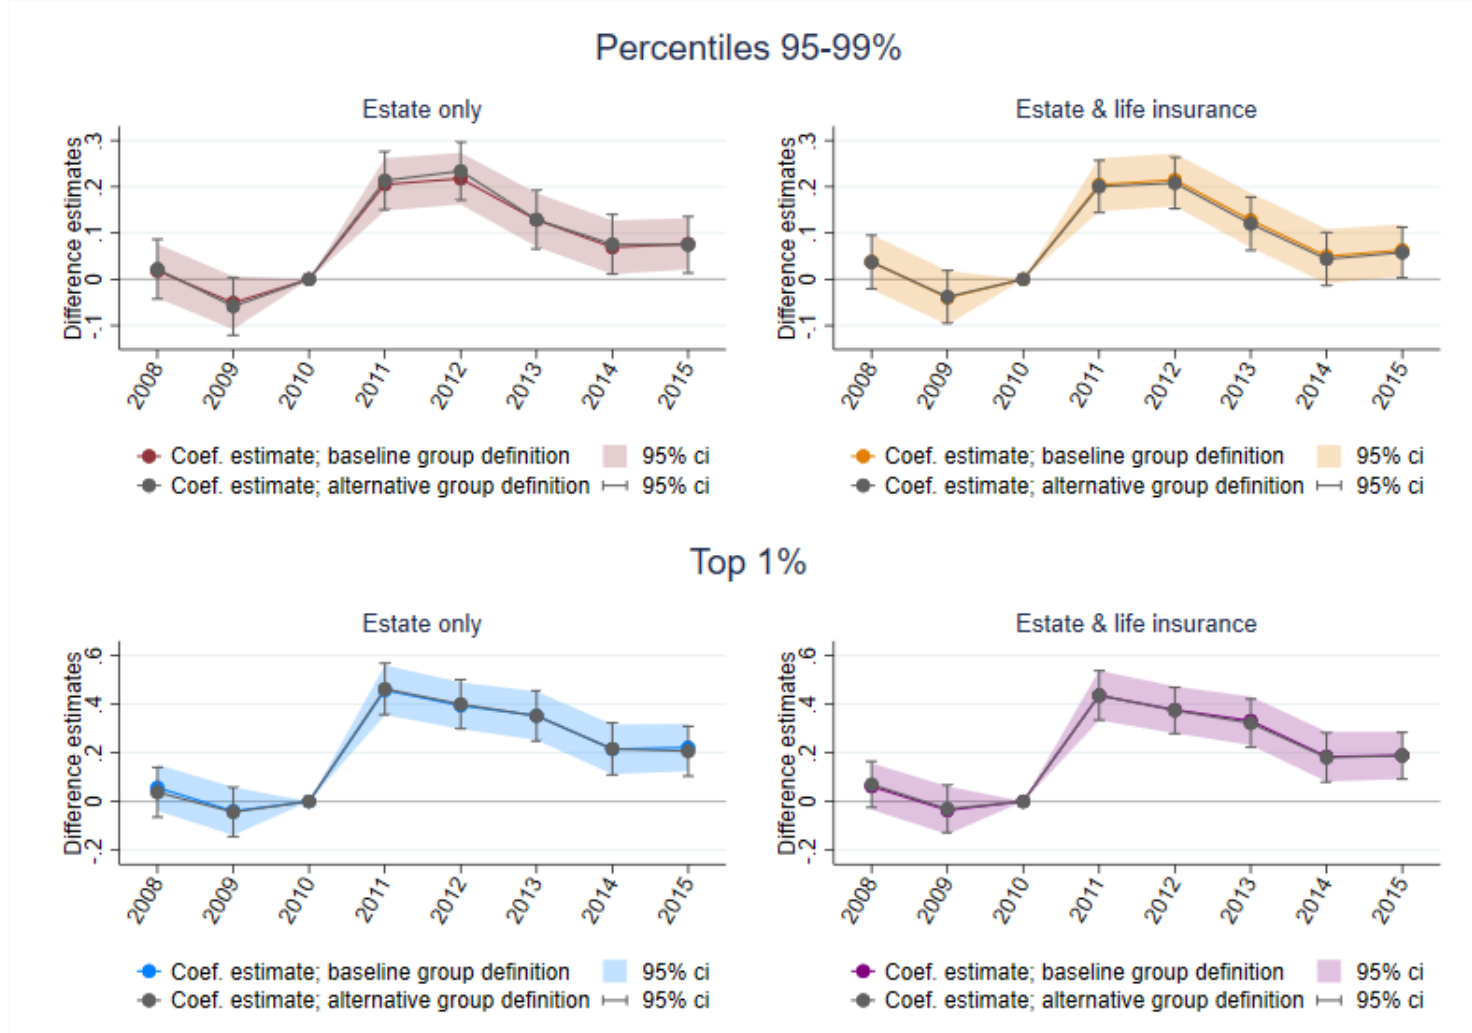 Percentiles 95-99%
Estate only
Difference estimates
.3
.2
.1
0
-.1
2008
2009
2010
2011
2012
2013
2014
2015
Coef. estimate; baseline group definition 95% ci
Coef. estimate; alternative group definition 95% ci
Estate & life insurance
Difference estimates
.3
.2
.1
0
-.1
2008
2009
2010
2011
2012
2013
2014
2015
Coef. estimate; baseline group definition 95% ci
Coef. estimate; alternative group definition 95% ci
Top 1%
Estate only
Difference estimates
.6
.4
.2
0
-.2
2008
2009
2010
2011
2012
2013
2014
2015
Coef. estimate; baseline group definition 95% ci
Coef. estimate; alternative group definition 95% ci
Estate & life insurance
Difference estimates
.6
.4
.2
0
-.2
2008
2009
2010
2011
2012
2013
2014
2015
Coef. estimate; baseline group definition 95% ci
Coef. estimate; alternative group definition 95% ci